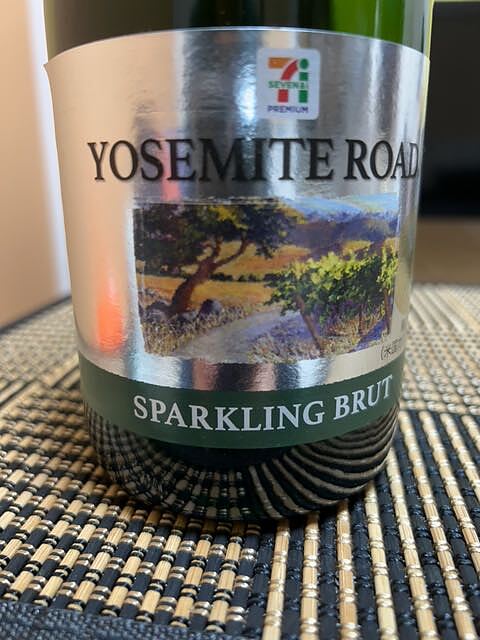 SEVEN&i
PREMIUM
YOSEMITE ROAD
SPARKLING BRUT